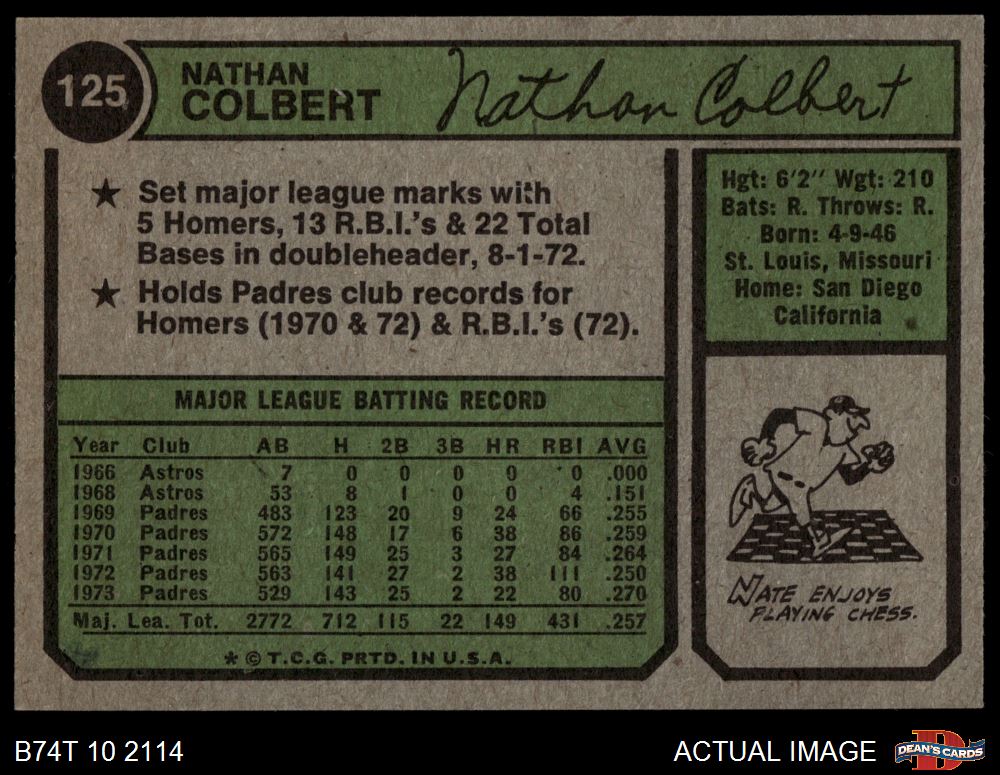 125
NATHAN
COLBERT
Nathan Colbert
★ Set major league marks with
5 Homers, 13 R.B.I.'s & 22 Total
Bases in doubleheader, 8-1-72.
★ Holds Padres club records for
Homers (1970 & 72) & R.B.I.'s (72).
Hgt: 6'2" Wgt: 210
Bats: R. Throws: R.
Born: 4-9-46
St. Louis, Missouri
Home: San Diego
California
MAJOR LEAGUE BATTING RECORD
Year Club AB H 2B 3B HR RBI AVG
1966 Astros 7 0 0 0 0 0 .000
1968 Astros 53 8 1 0 0 4 .151
1969 Padres 483 123 20 9 24 66 .255
1970 Padres 572 148 17 6 38 86 .259
1971 Padres 565 149 25 3 27 84 .264
1972 Padres 563 141 27 2 38 111 .250
1973 Padres 529 143 25 2 22 80 .270
Maj. Lea. Tot. 2772 712 115 22 149 431 .257
* © T.C.G. PRTD. IN U.S.A.
NATE ENJOYS
PLAYING CHESS.
B74T 10 2114
ACTUAL IMAGE
D
DEAN'S CARDS